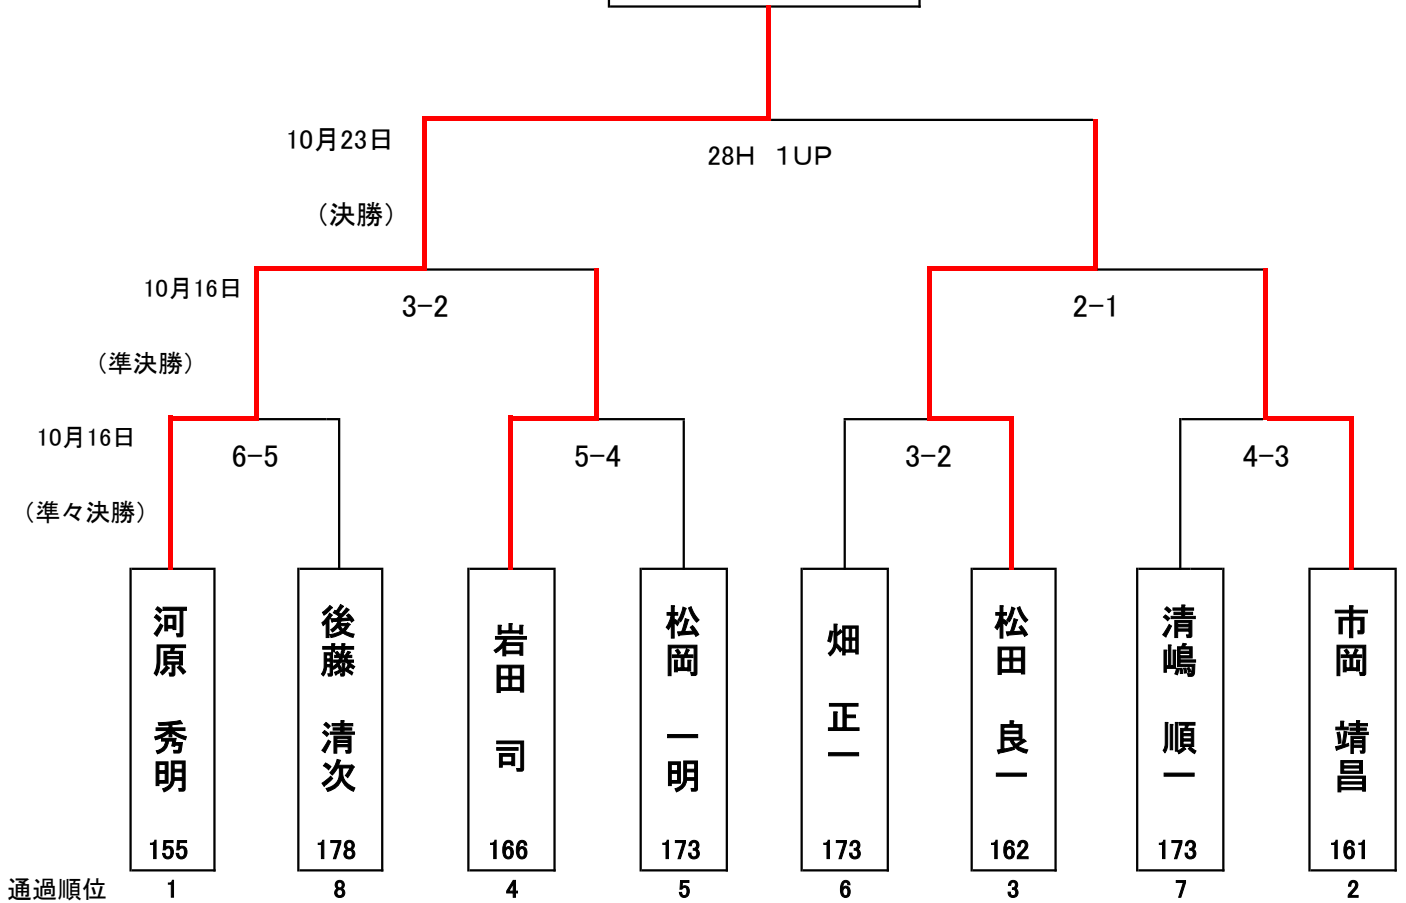 10月23日
28H 1UP
（決勝）
10月16日
3-2
2-1
（準決勝）
10月16日
6-5
5-4
3-2
4-3
（準々決勝）
河原 秀明
後藤 清次
岩田 司
松岡 一明
畑 正一
松田 良一
清嶋 順一
市岡 靖昌
155 178 166 173 173 162 173 161
通過順位 1 8 4 5 6 3 7 2